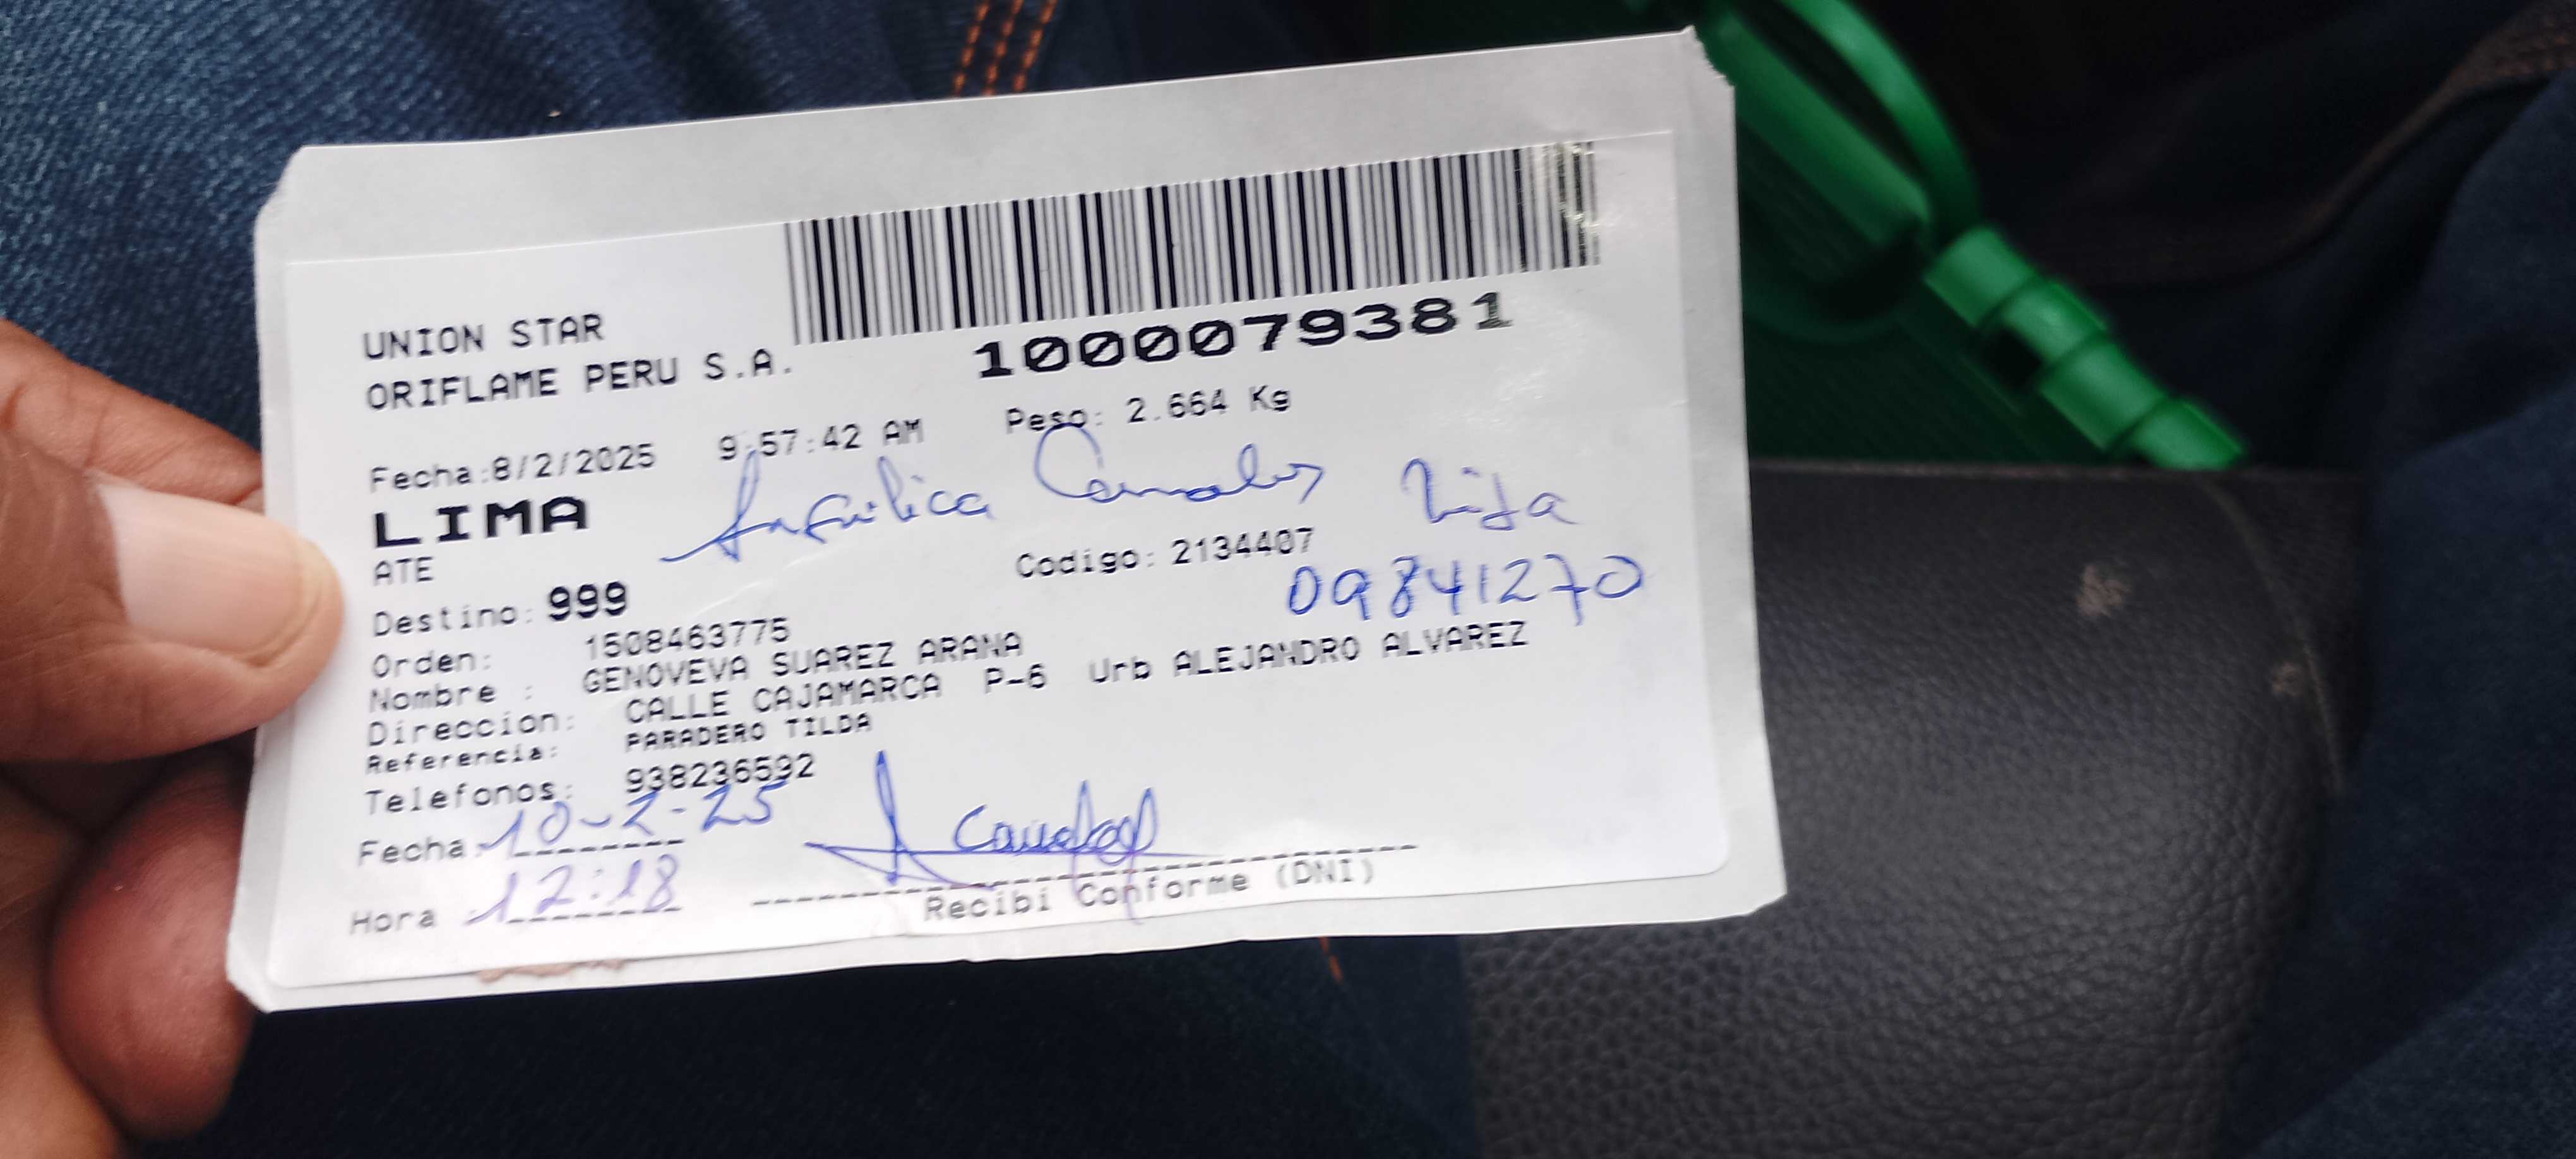 UNION STAR
ORIFLAME PERU S.A.
1000079381
Fecha:8/2/2025 9:57:42 AM Peso: 2.664 Kg
LIMA
ATE
Codigo: 2134407
Destino: 999
09841270
Orden: 1508463775
Nombre : GENOVEVA SUAREZ ARANA
Direccion: CALLE CAJAMARCA P-6 Urb ALEJANDRO ALVAREZ
Referencia: PARADERO TILDA
Telefonos: 938236592
Fecha: 10-2-25
Hora : 12:18
Recibi Conforme (DNI)